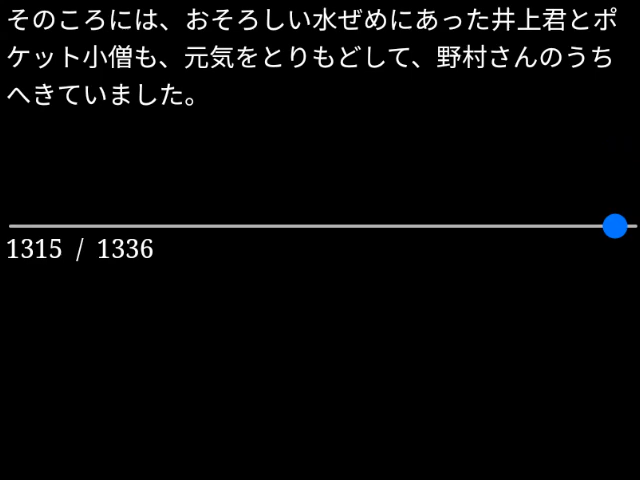 そのころには、おそろしい水ぜめにあった井上君とポ
ケット小僧も、元気をとりもどして、野村さんのうち
へきていました。
1315 / 1336